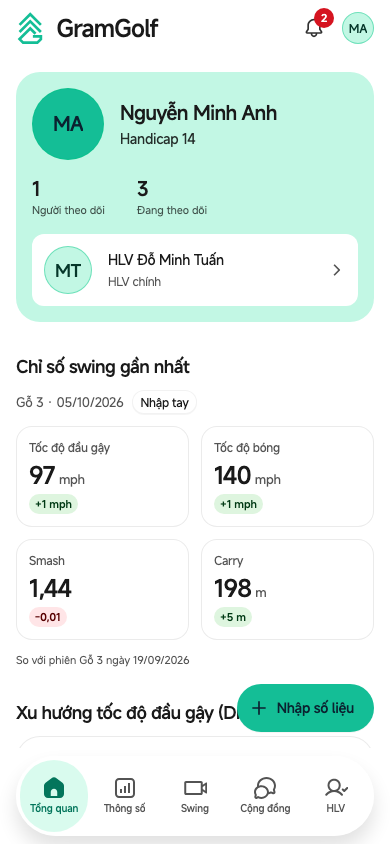 GramGolf
2
MA
MA
Nguyễn Minh Anh
Handicap 14
1
Người theo dõi
3
Đang theo dõi
MT
HLV Đỗ Minh Tuấn
HLV chính
Chỉ số swing gần nhất
Gỗ 3 · 05/10/2026
Nhập tay
Tốc độ đầu gậy
97 mph
+1 mph
Tốc độ bóng
140 mph
+1 mph
Smash
1,44
−0,01
Carry
198 m
+5 m
So với phiên Gỗ 3 ngày 19/09/2026
Xu hướng tốc độ đầu gậy
Nhập số liệu
Tổng quan
Thông số
Swing
Cộng đồng
HLV